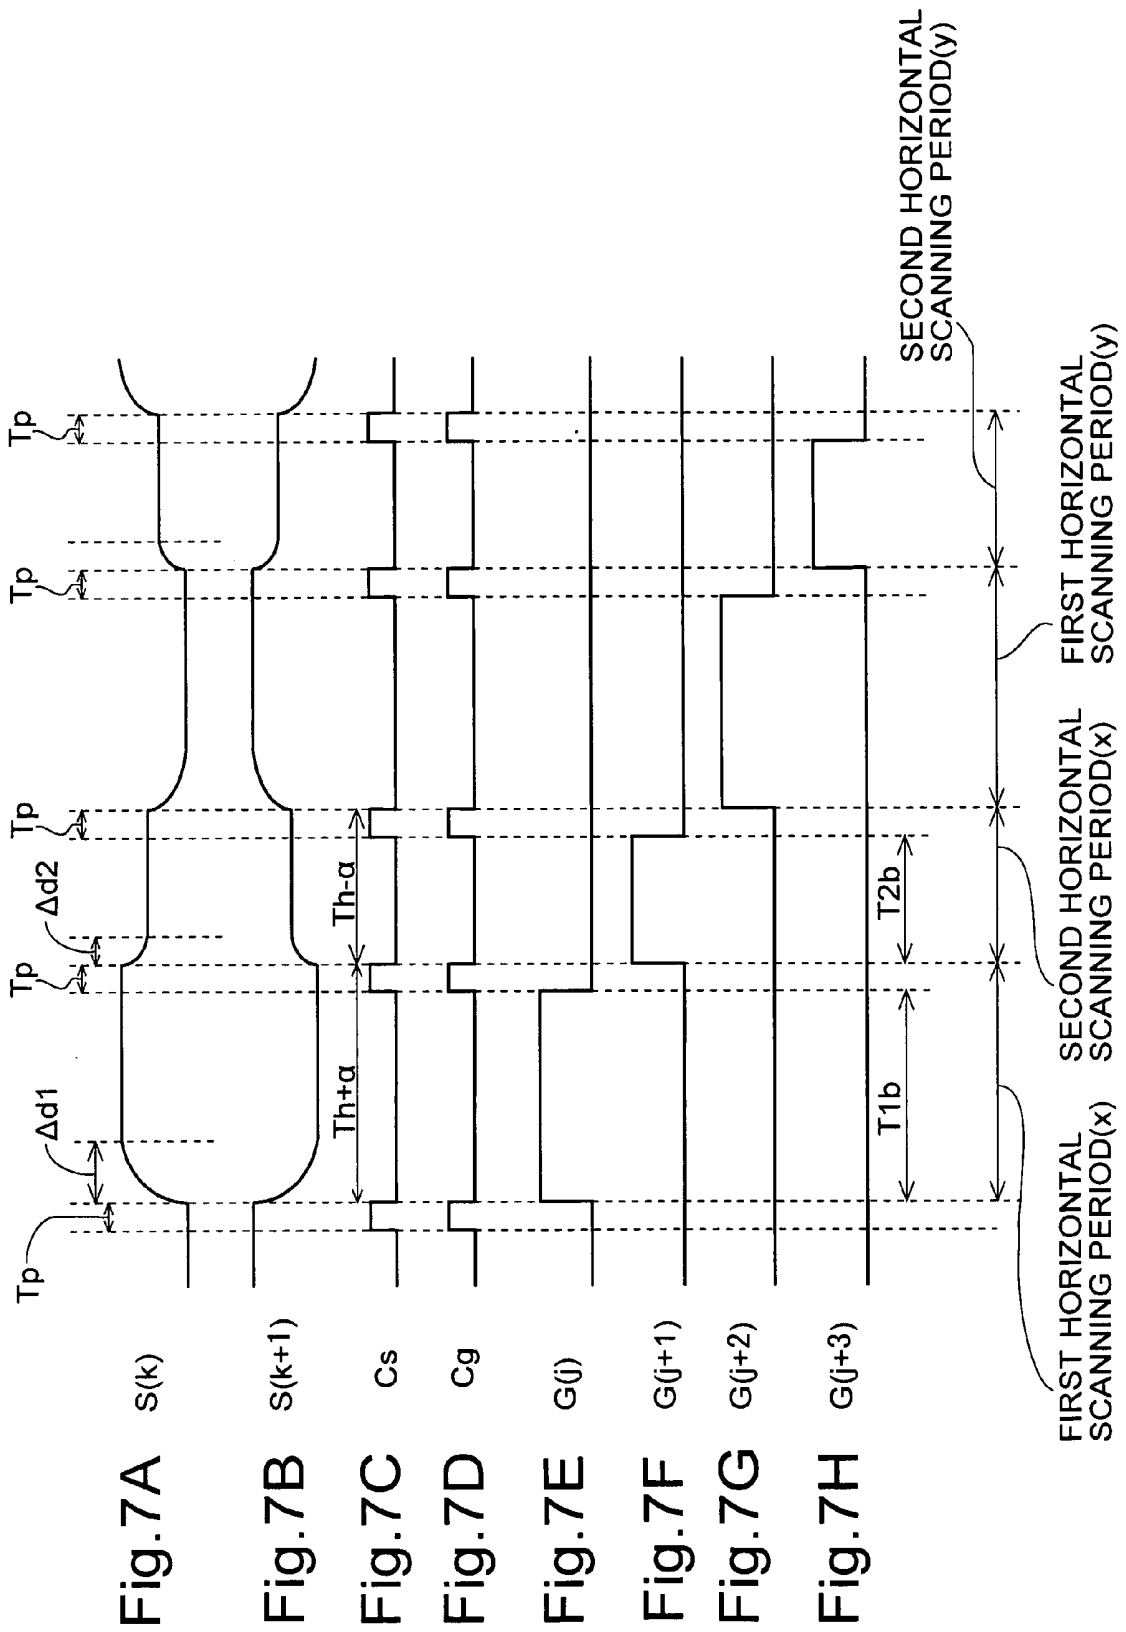 Fig.7A
S(k)
Tp
Δd1
Tp
Δd2
Tp
Tp
Tp
Fig.7B
S(k+1)
Th+α
Th-α
Fig.7C
Cs
Fig.7D
Cg
Fig.7E
G(j)
Fig.7F
G(j+1)
Fig.7G
G(j+2)
Fig.7H
G(j+3)
T1b
T2b
FIRST HORIZONTAL
SCANNING PERIOD(x)
SECOND HORIZONTAL
SCANNING PERIOD(x)
FIRST HORIZONTAL
SCANNING PERIOD(y)
SECOND HORIZONTAL
SCANNING PERIOD(y)